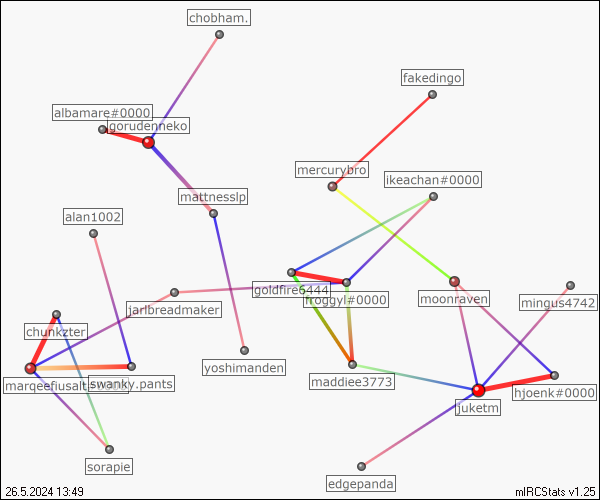 chobham.
fakedingo
albamare#0000
gorudenneko
mercurybro
ikeachan#0000
mattnesslp
alan1002
goldfire6444
froggyl#0000
moonraven
mingus4742
jarlbreadmaker
chunkzter
yoshimanden
maddiee3773
swanky.pants
hjoenk#0000
juketm
sorapie
edgepanda
26.5.2024 13:49
mIRCStats v1.25